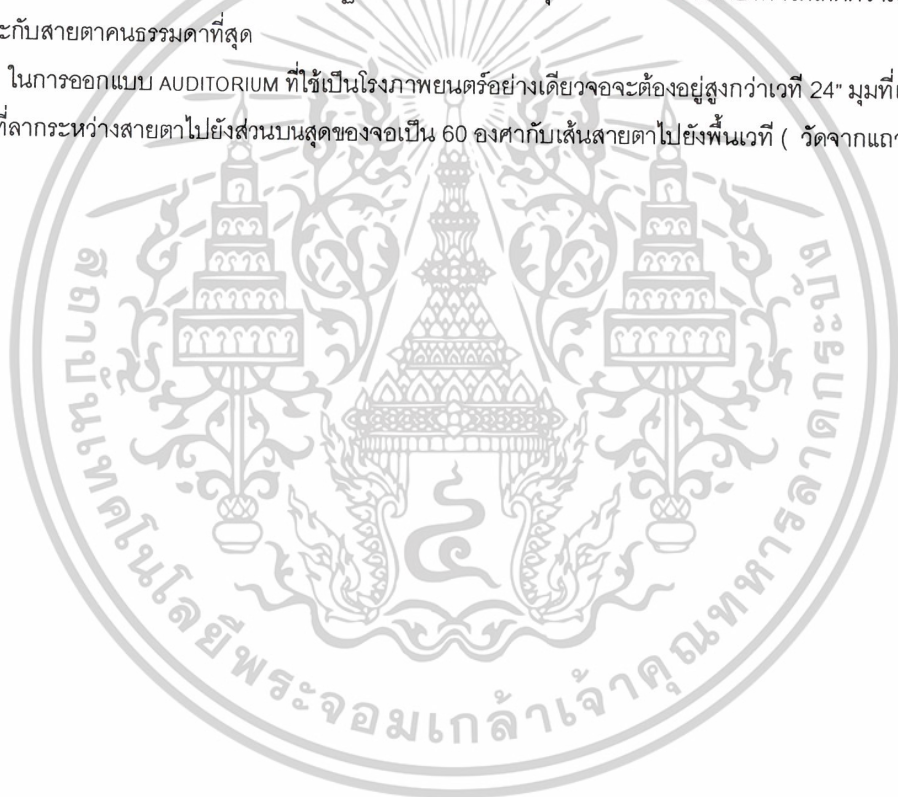 ะกับสายตาคนธรรมดาที่สุด
ในการออกแบบ AUDITORIUM ที่ใช้เป็นโรงภาพยนตร์อย่างเดียวจอจะต้องอยู่สูงกว่าเวที 24" มุมที่
ที่ลากระหว่างสายตาไปยังส่วนบนสุดของจอเป็น 60 องศากับเส้นสายตาไปยังพื้นเวที ( วัดจากแถว
สถาบันเทคโนโลยีพระจอมเกล้าเจ้าคุณทหารลาดกระบัง